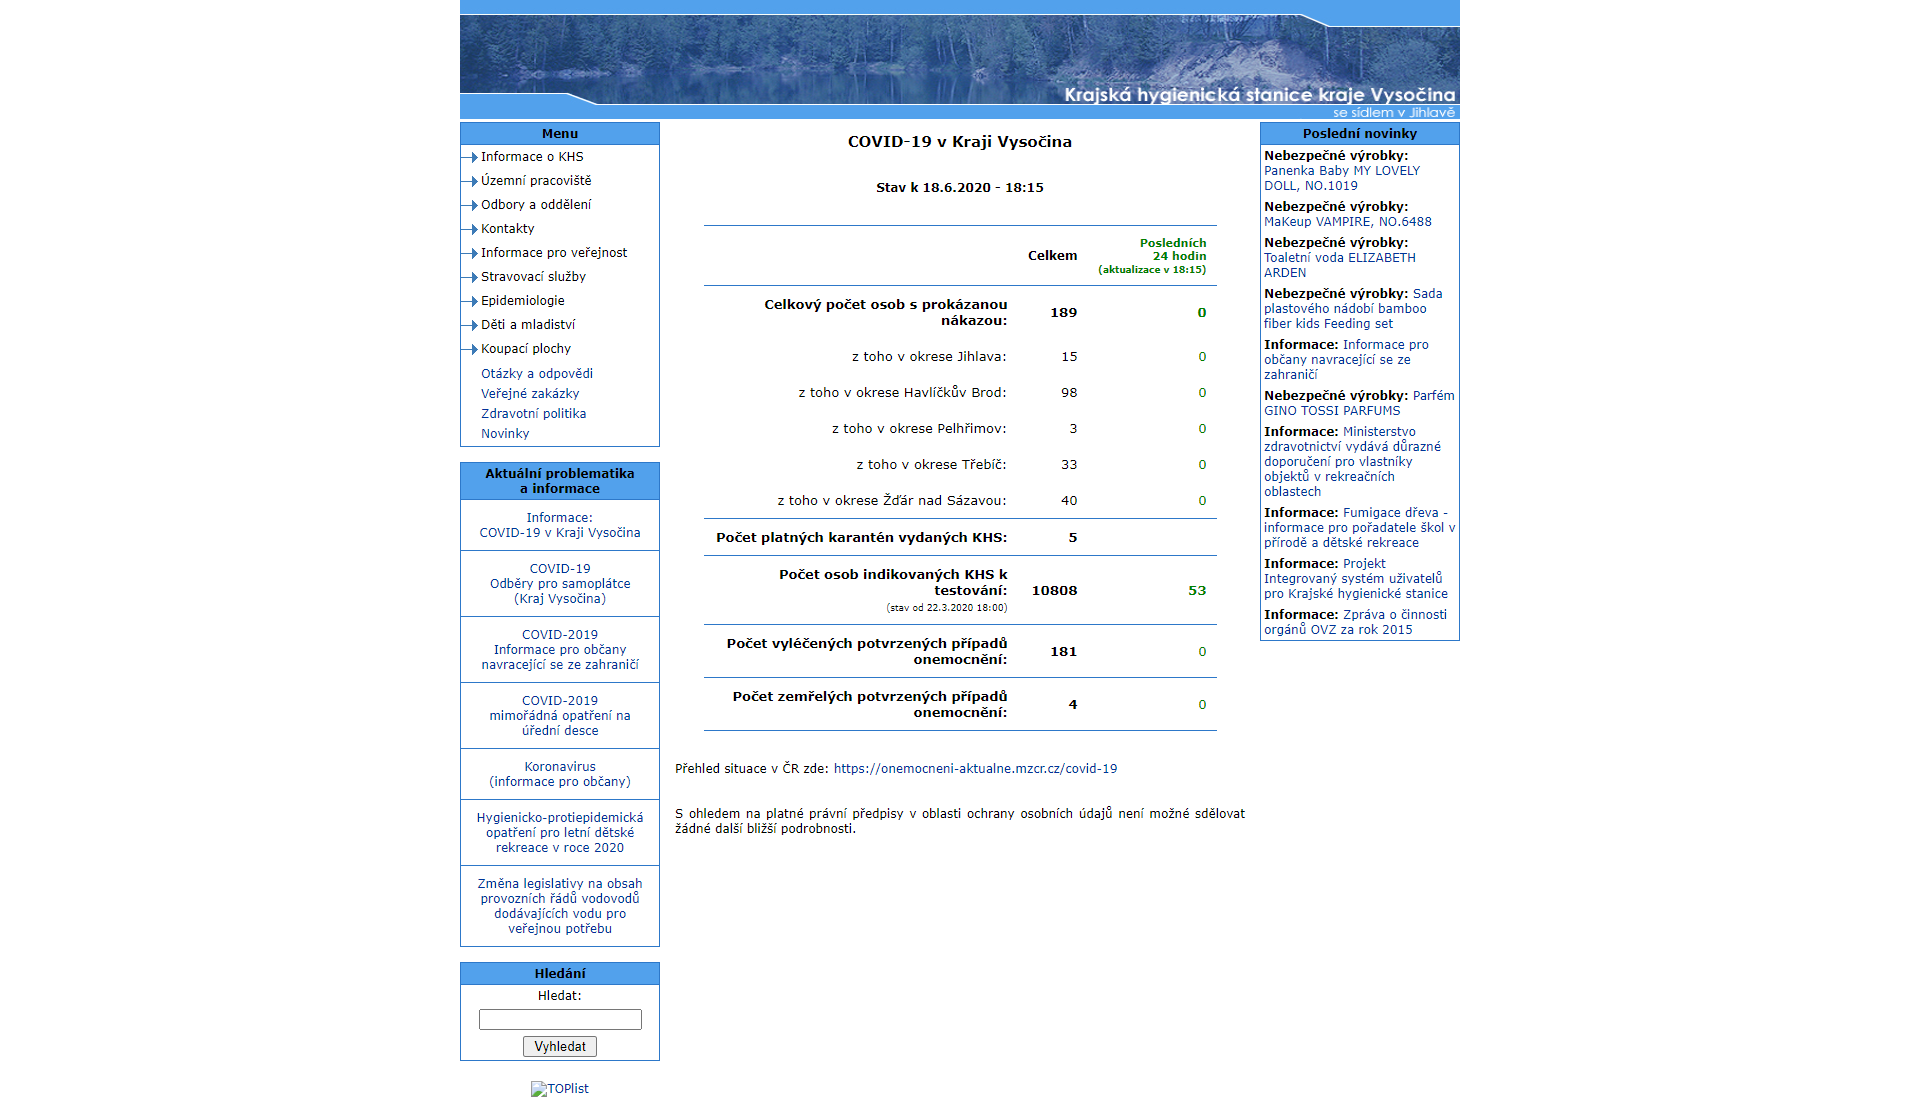 Krajská hygienická stanice kraje Vysočina
se sídlem v Jihlavě
Menu
Informace o KHS
Územní pracoviště
Odbory a oddělení
Kontakty
Informace pro veřejnost
Stravovací služby
Epidemiologie
Děti a mladiství
Koupací plochy
Otázky a odpovědi
Veřejné zakázky
Zdravotní politika
Novinky
Aktuální problematika
a informace
Informace:
COVID-19 v Kraji Vysočina
COVID-19
Odběry pro samoplátce
(Kraj Vysočina)
COVID-2019
Informace pro občany
navracející se ze zahraničí
COVID-2019
mimořádná opatření na
úřední desce
Koronavirus
(informace pro občany)
Hygienicko-protiepidemická
opatření pro letní dětské
rekreace v roce 2020
Změna legislativy na obsah
provozních řádů vodovodů
dodávajících vodu pro
veřejnou potřebu
Hledání
Hledat:
Vyhledat
TOPlist
COVID-19 v Kraji Vysočina
Stav k 18.6.2020 - 18:15
Celkem
Posledních
24 hodin
(aktualizace v 18:15)
Celkový počet osob s prokázanou
nákazou: 189 0
z toho v okrese Jihlava: 15 0
z toho v okrese Havlíčkův Brod: 98 0
z toho v okrese Pelhřimov: 3 0
z toho v okrese Třebíč: 33 0
z toho v okrese Žďár nad Sázavou: 40 0
Počet platných karantén vydaných KHS: 5
Počet osob indikovaných KHS k
testování: 10808 53
(stav od 22.3.2020 18:00)
Počet vyléčených potvrzených případů
onemocnění: 181 0
Počet zemřelých potvrzených případů
onemocnění: 4 0
Přehled situace v ČR zde: https://onemocneni-aktualne.mzcr.cz/covid-19
S ohledem na platné právní předpisy v oblasti ochrany osobních údajů není možné sdělovat
žádné další bližší podrobnosti.
Poslední novinky
Nebezpečné výrobky:
Panenka Baby MY LOVELY
DOLL, NO.1019
Nebezpečné výrobky:
MaKeup VAMPIRE, NO.6488
Nebezpečné výrobky:
Toaletní voda ELIZABETH
ARDEN
Nebezpečné výrobky: Sada
plastového nádobí bamboo
fiber kids Feeding set
Informace: Informace pro
občany navracející se ze
zahraničí
Nebezpečné výrobky: Parfém
GINO TOSSI PARFUMS
Informace: Ministerstvo
zdravotnictví vydává důrazné
doporučení pro vlastníky
objektů v rekreačních
oblastech
Informace: Fumigace dřeva -
informace pro pořadatele škol v
přírodě a dětské rekreace
Informace: Projekt
Integrovaný systém uživatelů
pro Krajské hygienické stanice
Informace: Zpráva o činnosti
orgánů OVZ za rok 2015